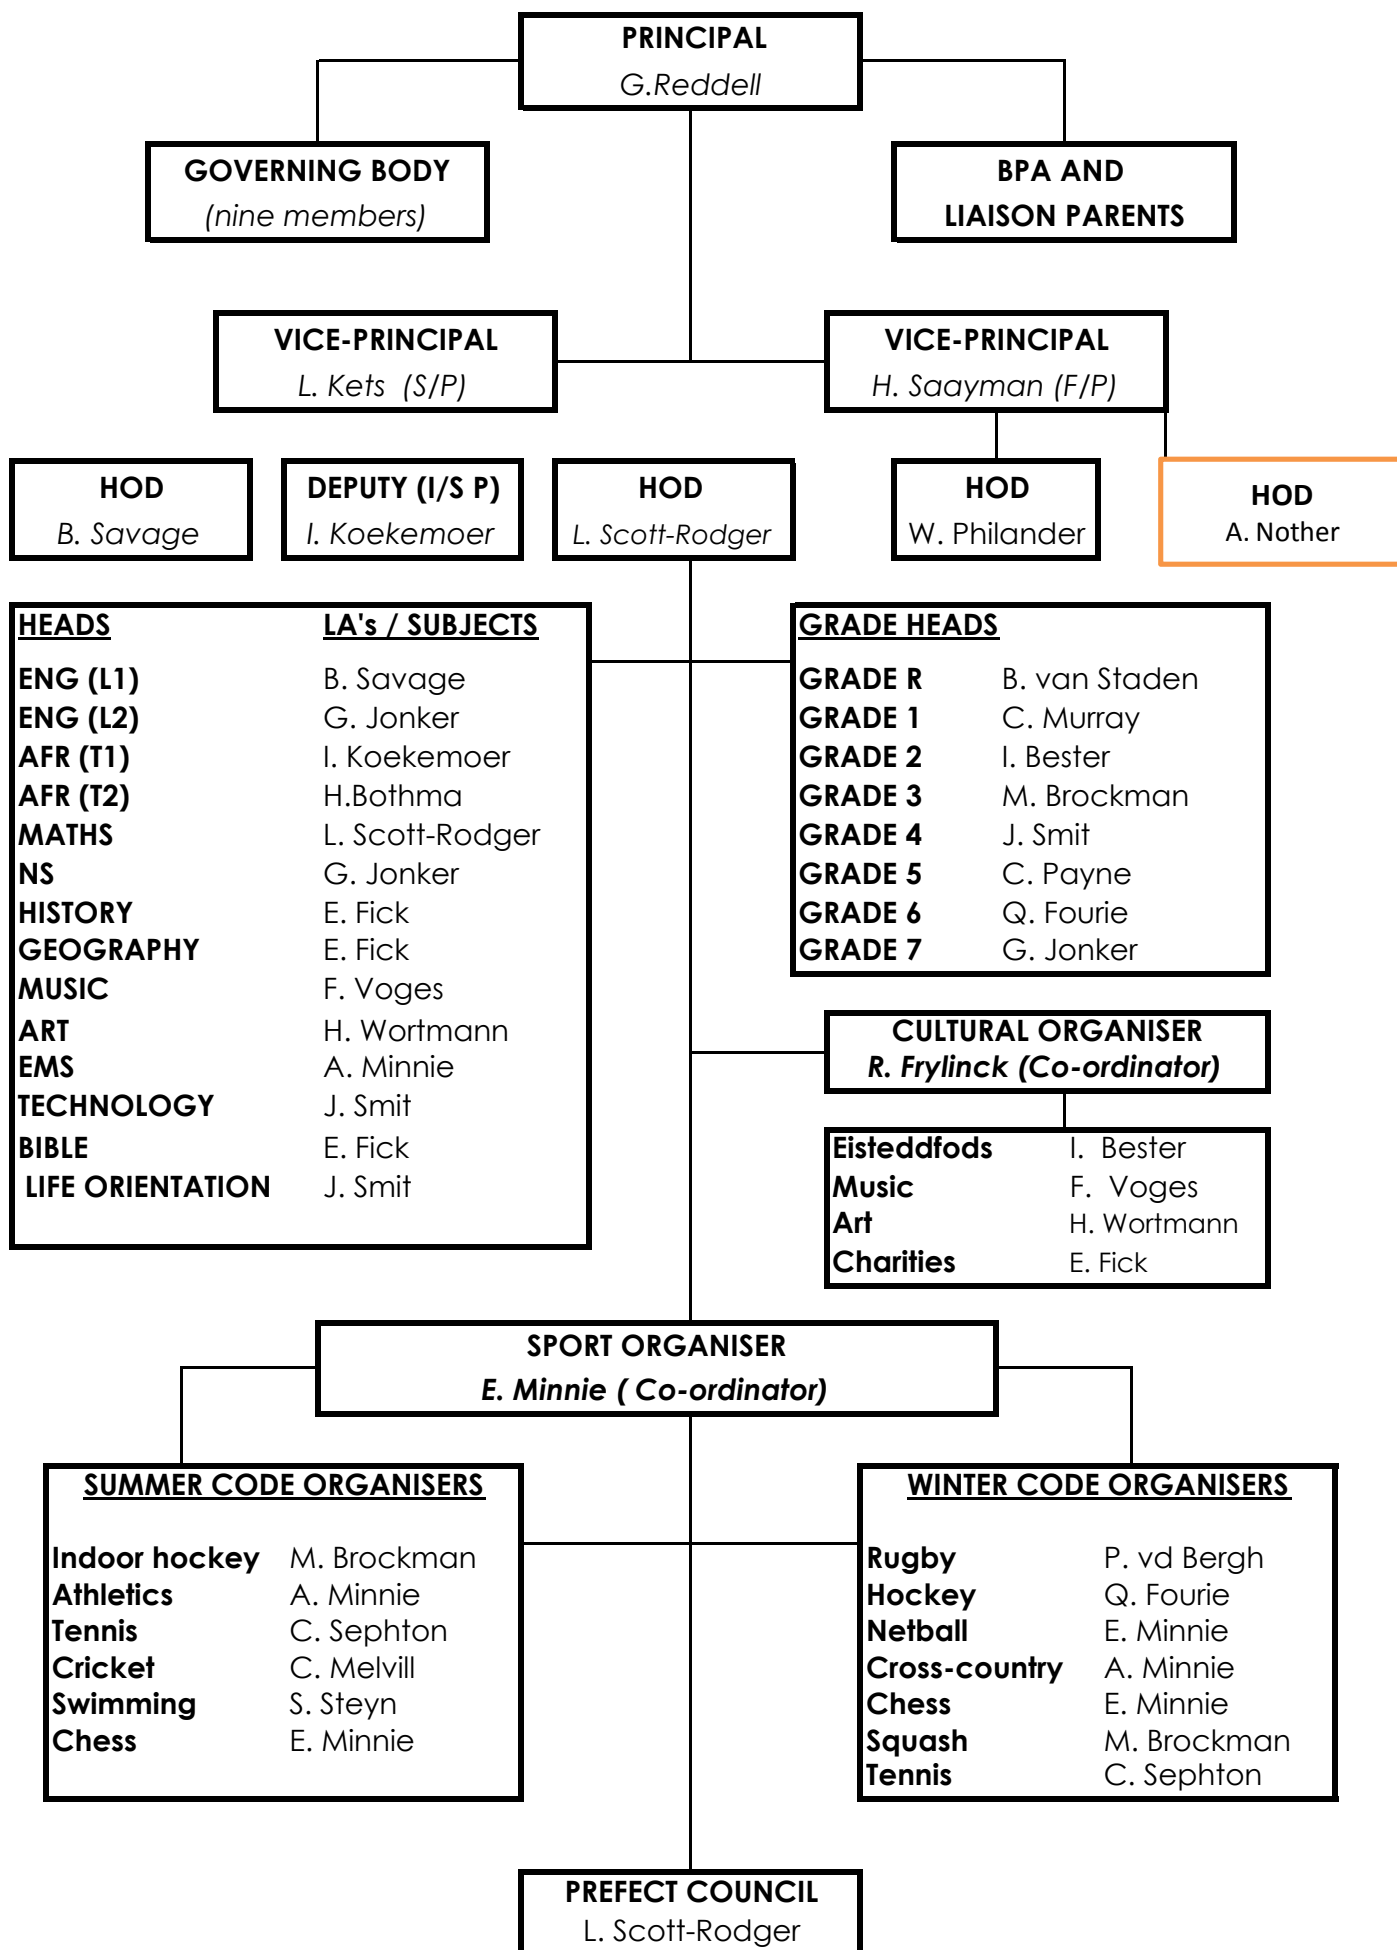 PRINCIPAL
G.Reddell
GOVERNING BODY
(nine members)
BPA AND
LIAISON PARENTS
VICE-PRINCIPAL
L. Kets (S/P)
VICE-PRINCIPAL
H. Saayman (F/P)
HOD
B. Savage
DEPUTY (I/S P)
I. Koekemoer
HOD
L. Scott-Rodger
HOD
W. Philander
HOD
A. Nother
HEADS LA's / SUBJECTS
ENG (L1) B. Savage
ENG (L2) G. Jonker
AFR (T1) I. Koekemoer
AFR (T2) H.Bothma
MATHS L. Scott-Rodger
NS G. Jonker
HISTORY E. Fick
GEOGRAPHY E. Fick
MUSIC F. Voges
ART H. Wortmann
EMS A. Minnie
TECHNOLOGY J. Smit
BIBLE E. Fick
LIFE ORIENTATION J. Smit
GRADE HEADS
GRADE R B. van Staden
GRADE 1 C. Murray
GRADE 2 I. Bester
GRADE 3 M. Brockman
GRADE 4 J. Smit
GRADE 5 C. Payne
GRADE 6 Q. Fourie
GRADE 7 G. Jonker
CULTURAL ORGANISER
R. Frylinck (Co-ordinator)
Eisteddfods I. Bester
Music F. Voges
Art H. Wortmann
Charities E. Fick
SPORT ORGANISER
E. Minnie ( Co-ordinator)
SUMMER CODE ORGANISERS
Indoor hockey M. Brockman
Athletics A. Minnie
Tennis C. Sephton
Cricket C. Melvill
Swimming S. Steyn
Chess E. Minnie
WINTER CODE ORGANISERS
Rugby P. vd Bergh
Hockey Q. Fourie
Netball E. Minnie
Cross-country A. Minnie
Chess E. Minnie
Squash M. Brockman
Tennis C. Sephton
PREFECT COUNCIL
L. Scott-Rodger